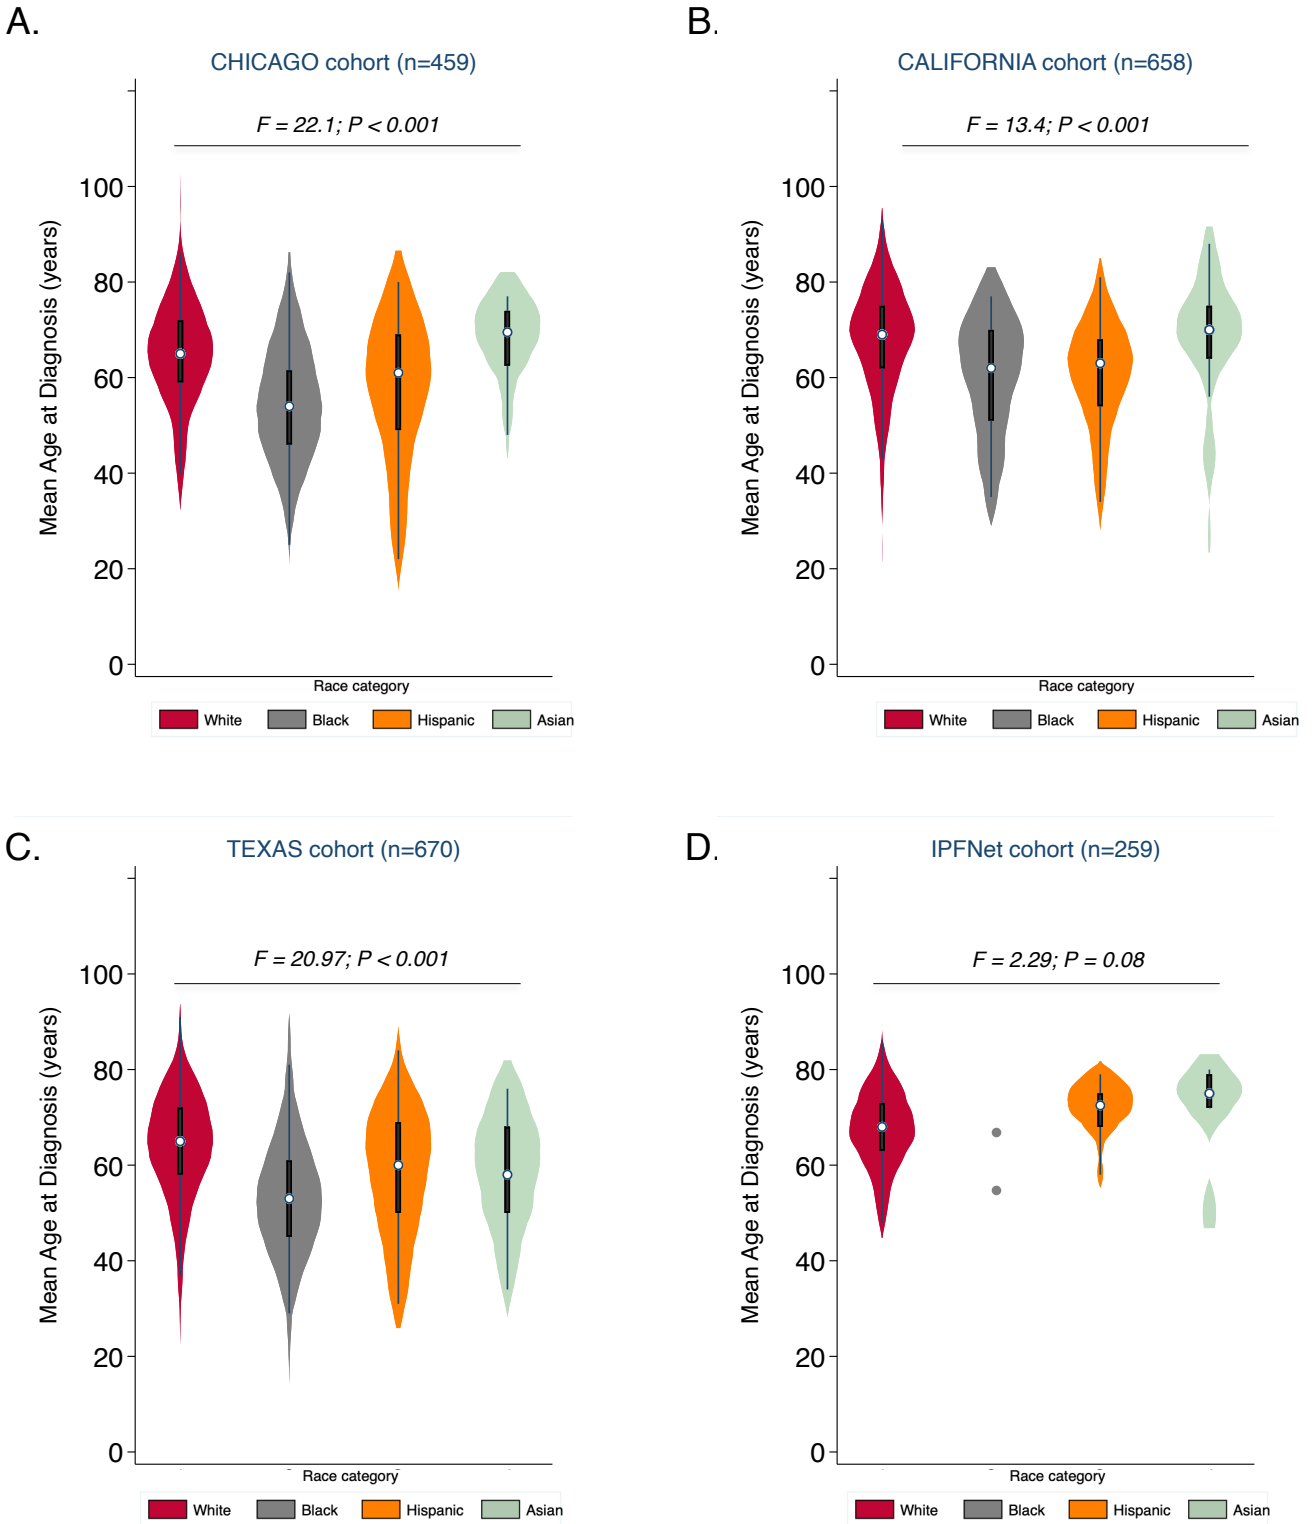 A.
CHICAGO cohort (n=459)
F = 22.1; P < 0.001
Mean Age at Diagnosis (years)
100
80
60
40
20
0
Race category
White Black Hispanic Asian
B.
CALIFORNIA cohort (n=658)
F = 13.4; P < 0.001
Mean Age at Diagnosis (years)
100
80
60
40
20
0
Race category
White Black Hispanic Asian
C.
TEXAS cohort (n=670)
F = 20.97; P < 0.001
Mean Age at Diagnosis (years)
100
80
60
40
20
0
Race category
White Black Hispanic Asian
D.
IPFNet cohort (n=259)
F = 2.29; P = 0.08
Mean Age at Diagnosis (years)
100
80
60
40
20
0
Race category
White Black Hispanic Asian